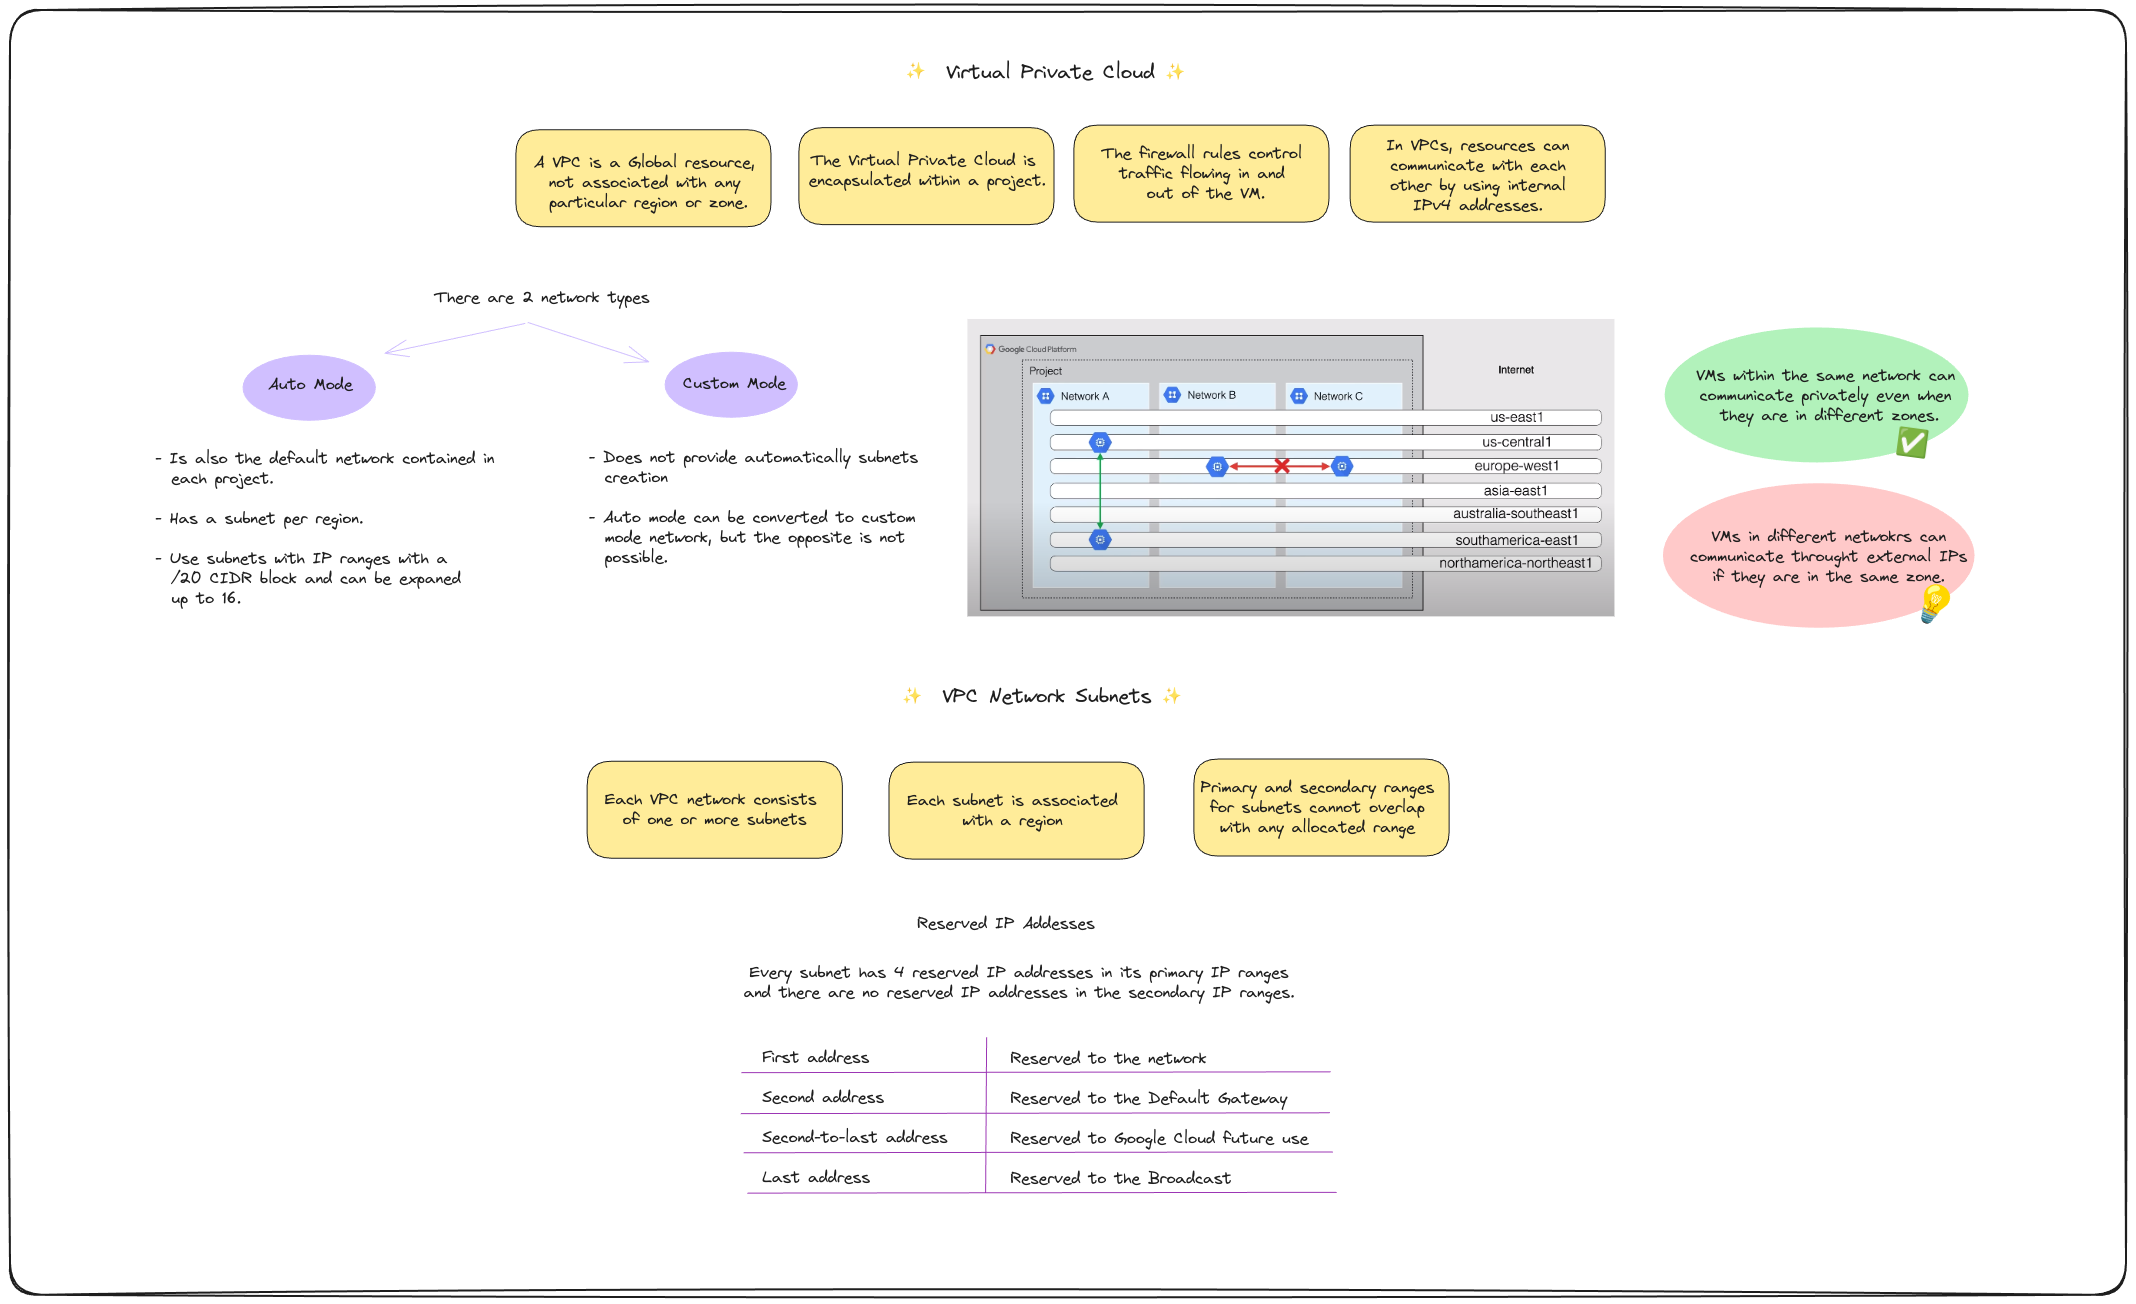 ✨ Virtual Private Cloud ✨
A VPC is a Global resource,
not associated with any
particular region or zone.
The Virtual Private Cloud is
encapsulated within a project.
The firewall rules control
traffic flowing in and
out of the VM.
In VPCs, resources can
communicate with each
other by using internal
IPv4 addresses.
There are 2 network types
Auto Mode
- Is also the default network contained in
each project.
- Has a subnet per region.
- Use subnets with IP ranges with a
/20 CIDR block and can be expaned
up to 16.
Custom Mode
- Does not provide automatically subnets
creation
- Auto mode can be converted to custom
mode network, but the opposite is not
possible.
Google Cloud Platform
Project
Internet
Network A
Network B
Network C
us-east1
us-central1
europe-west1
asia-east1
australia-southeast1
southamerica-east1
northamerica-northeast1
VMs within the same network can
communicate privately even when
they are in different zones.
VMs in different netwokrs can
communicate throught external IPs
if they are in the same zone.
✨ VPC Network Subnets ✨
Each VPC network consists
of one or more subnets
Each subnet is associated
with a region
Primary and secondary ranges
for subnets cannot overlap
with any allocated range
Reserved IP Addesses
Every subnet has 4 reserved IP addresses in its primary IP ranges
and there are no reserved IP addresses in the secondary IP ranges.
First address Reserved to the network
Second address Reserved to the Default Gateway
Second-to-last address Reserved to Google Cloud future use
Last address Reserved to the Broadcast